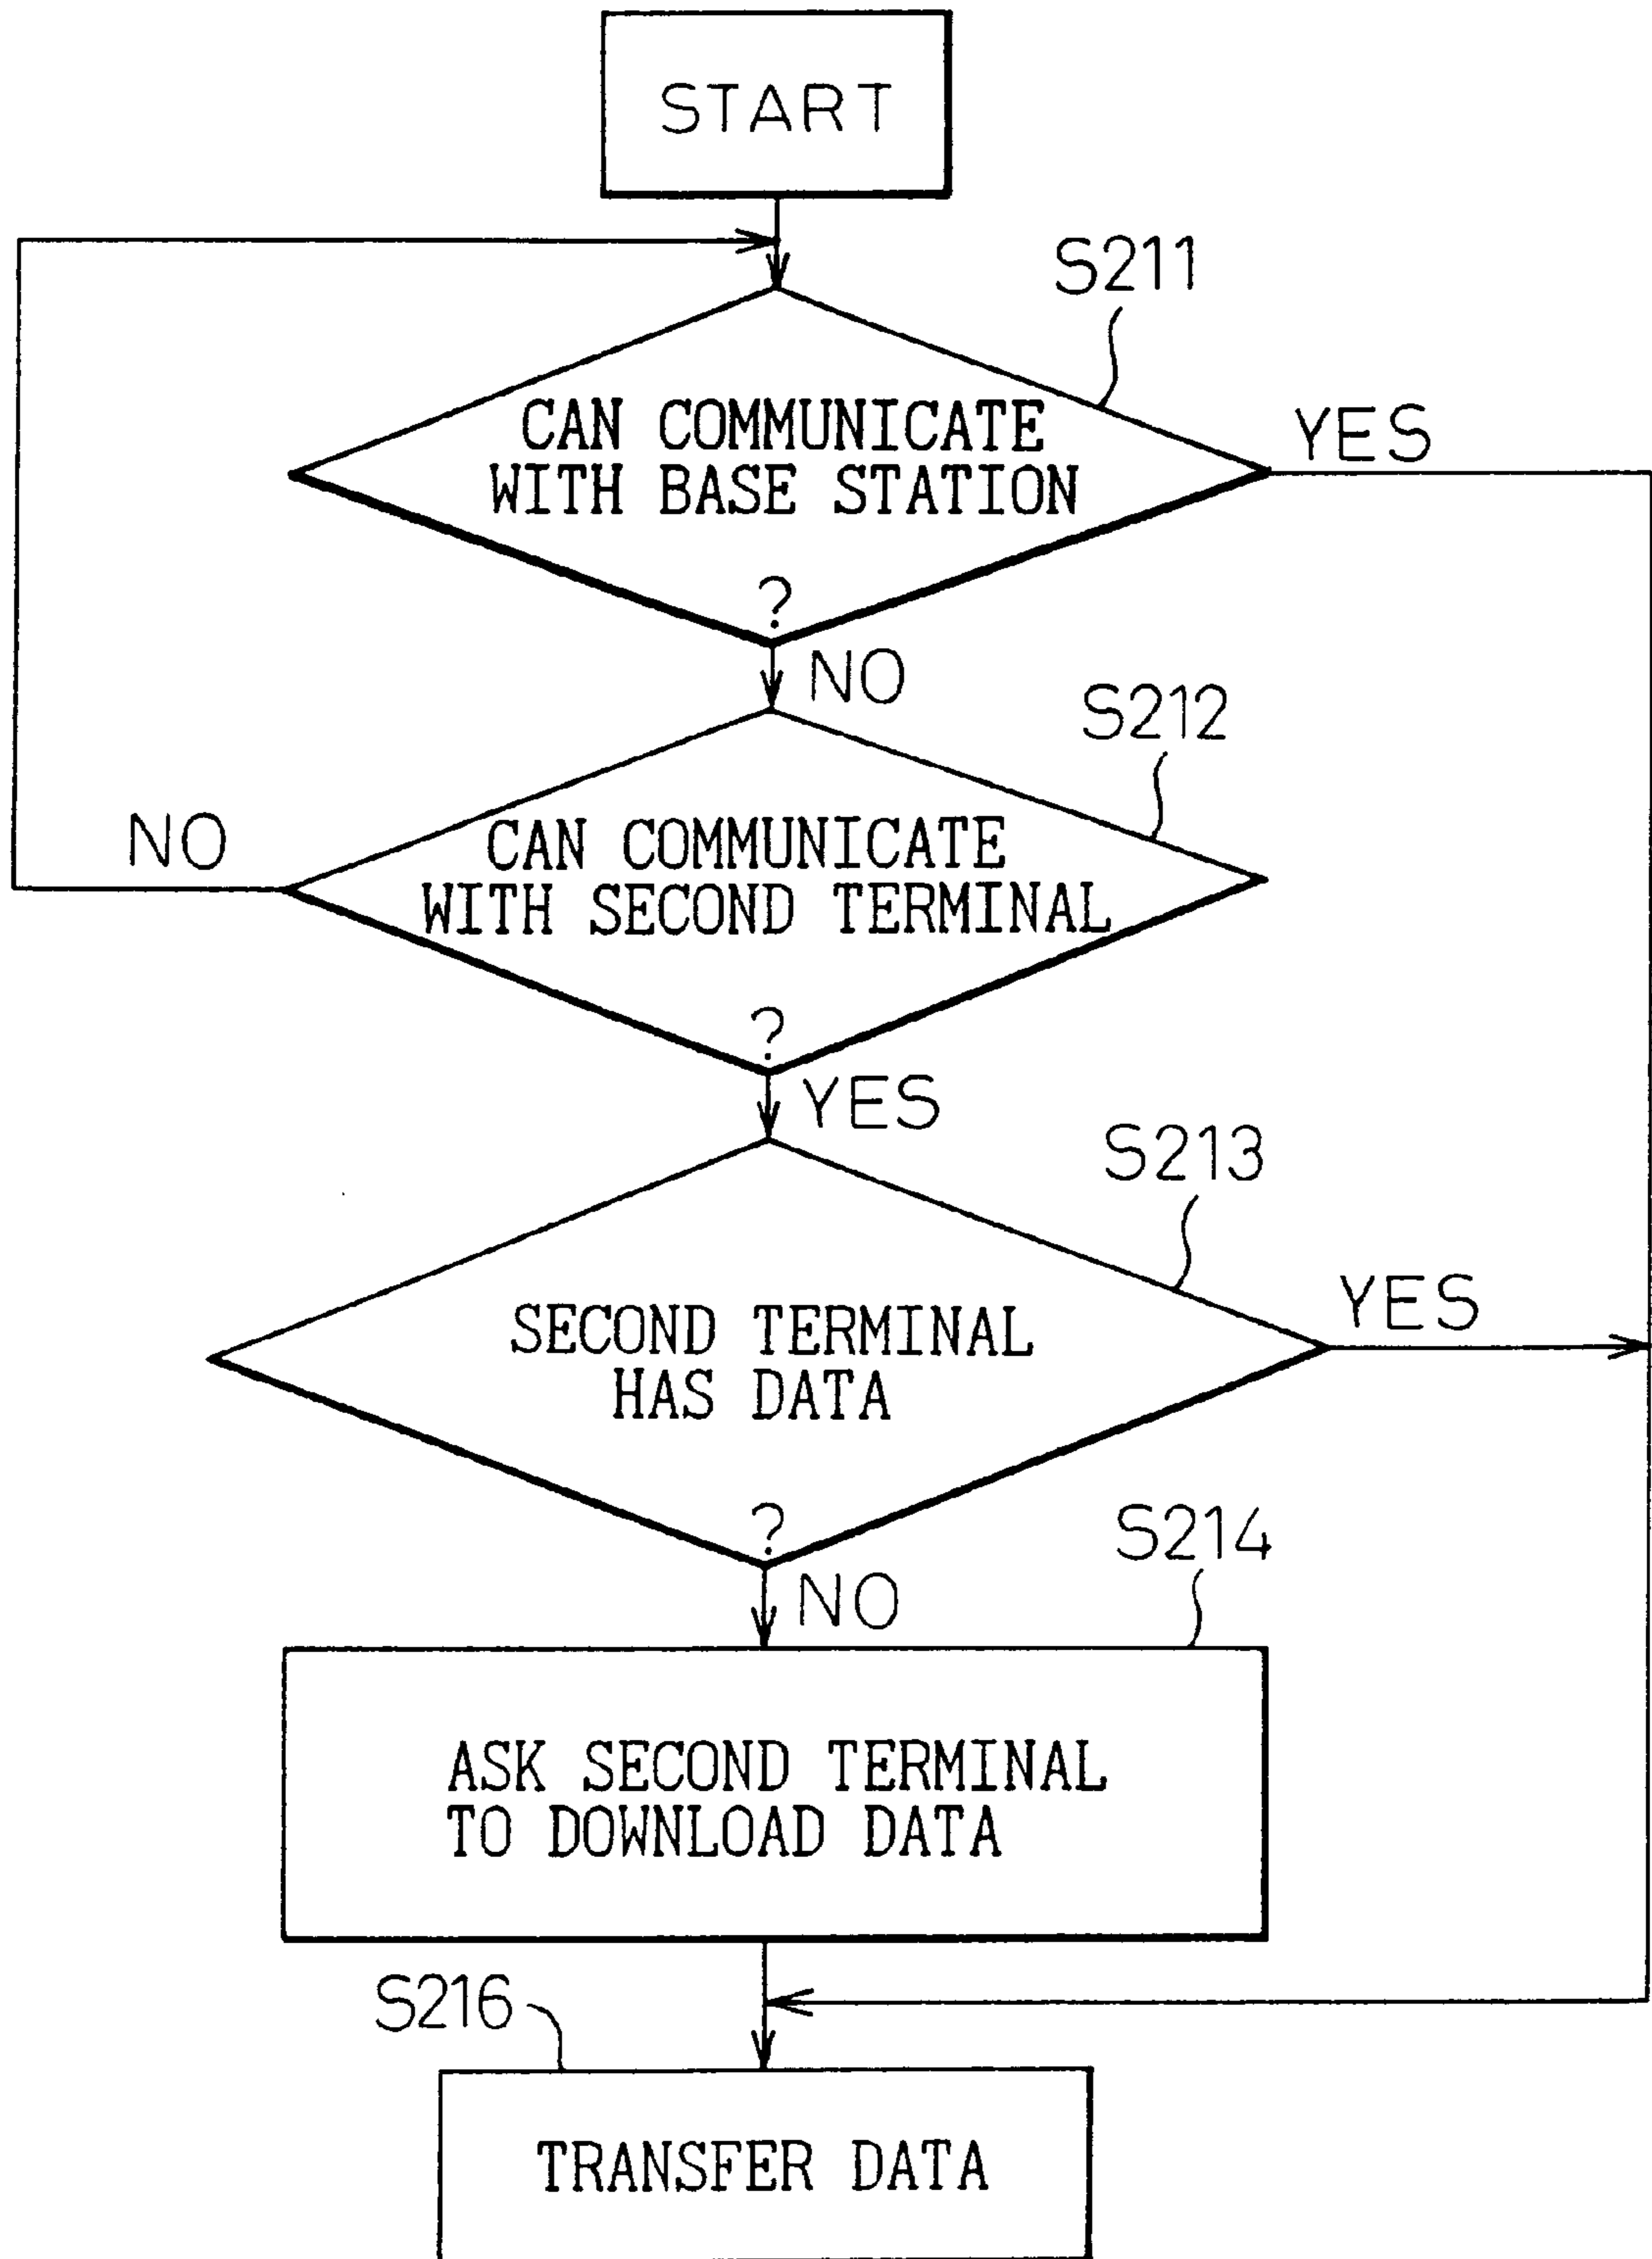 START
S211
CAN COMMUNICATE
WITH BASE STATION
?
YES
NO
S212
CAN COMMUNICATE
WITH SECOND TERMINAL
?
NO
YES
S213
SECOND TERMINAL
HAS DATA
?
YES
NO
S214
ASK SECOND TERMINAL
TO DOWNLOAD DATA
S216
TRANSFER DATA